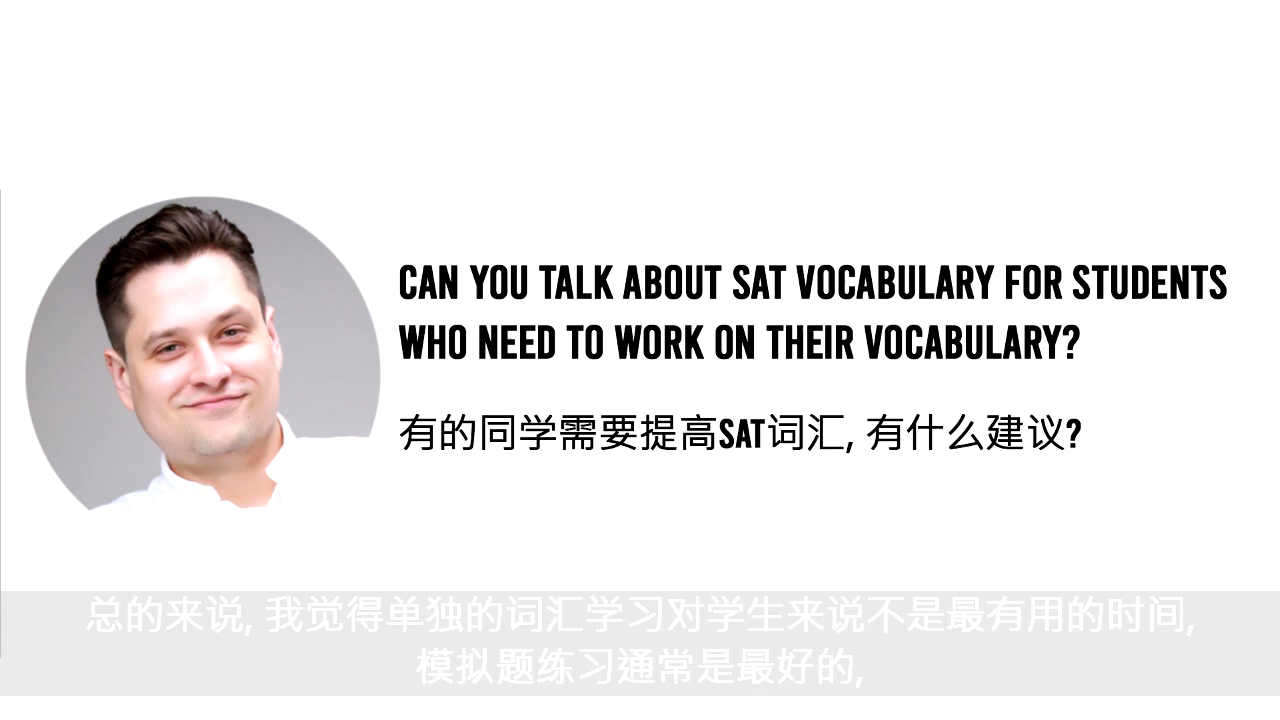 CAN YOU TALK ABOUT SAT VOCABULARY FOR STUDENTS
WHO NEED TO WORK ON THEIR VOCABULARY?
有的同学需要提高SAT词汇, 有什么建议?
总的来说, 我觉得单独的词汇学习对学生来说不是最有用的时间,
模拟题练习通常是最好的,